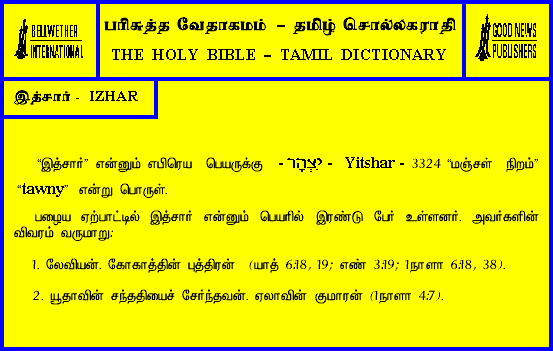 BELLWETHER
INTERNATIONAL
பரிசுத்த வேதாகமம் – தமிழ் சொல்லகராதி
THE HOLY BIBLE – TAMIL DICTIONARY
GOOD NEWS
PUBLISHERS
இத்சார் - IZHAR
“இத்சார்” என்னும் எபிரெய பெயருக்கு - יִצְהָר - Yitshar - 3324 “மஞ்சள் நிறம்”
“tawny” என்று பொருள்.
பழைய ஏற்பாட்டில் இத்சார் என்னும் பெயரில் இரண்டு பேர் உள்ளனர். அவர்களின்
விவரம் வருமாறு;
1. லேவியன். கோகாத்தின் புத்திரன் (யாத் 6:18, 19; எண் 3:19; 1நாளா 6:18, 38).
2. யூதாவின் சந்ததியைச் சேர்ந்தவன். ஏலாவின் குமாரன் (1நாளா 4:7).